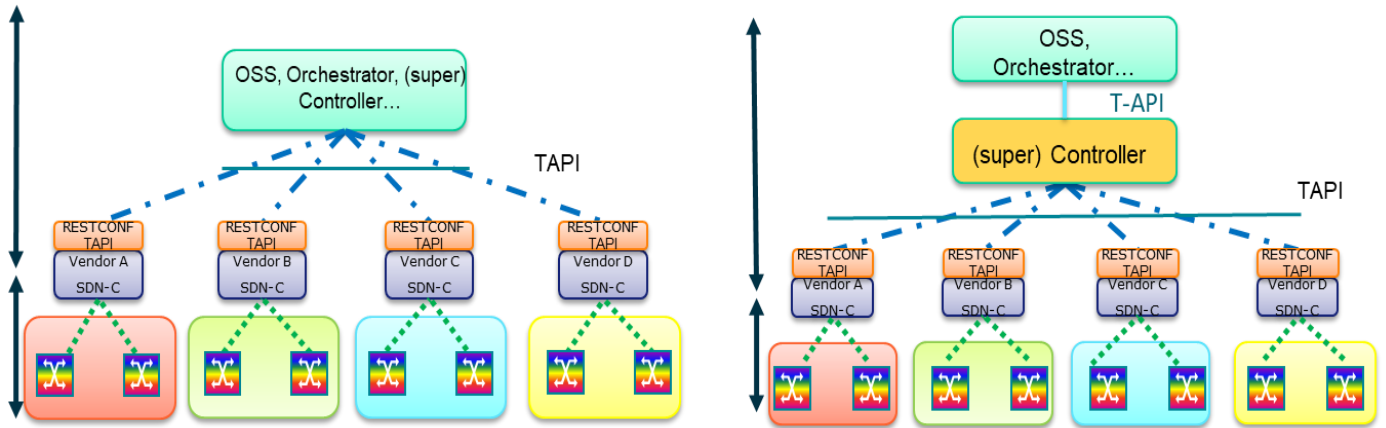 OSS, Orchestrator, (super)
Controller…
TAPI
RESTCONF
TAPI
Vendor A
SDN-C
RESTCONF
TAPI
Vendor B
SDN-C
RESTCONF
TAPI
Vendor C
SDN-C
RESTCONF
TAPI
Vendor D
SDN-C
OSS,
Orchestrator…
T-API
(super) Controller
TAPI
RESTCONF
TAPI
Vendor A
SDN-C
RESTCONF
TAPI
Vendor B
SDN-C
RESTCONF
TAPI
Vendor C
SDN-C
RESTCONF
TAPI
Vendor D
SDN-C